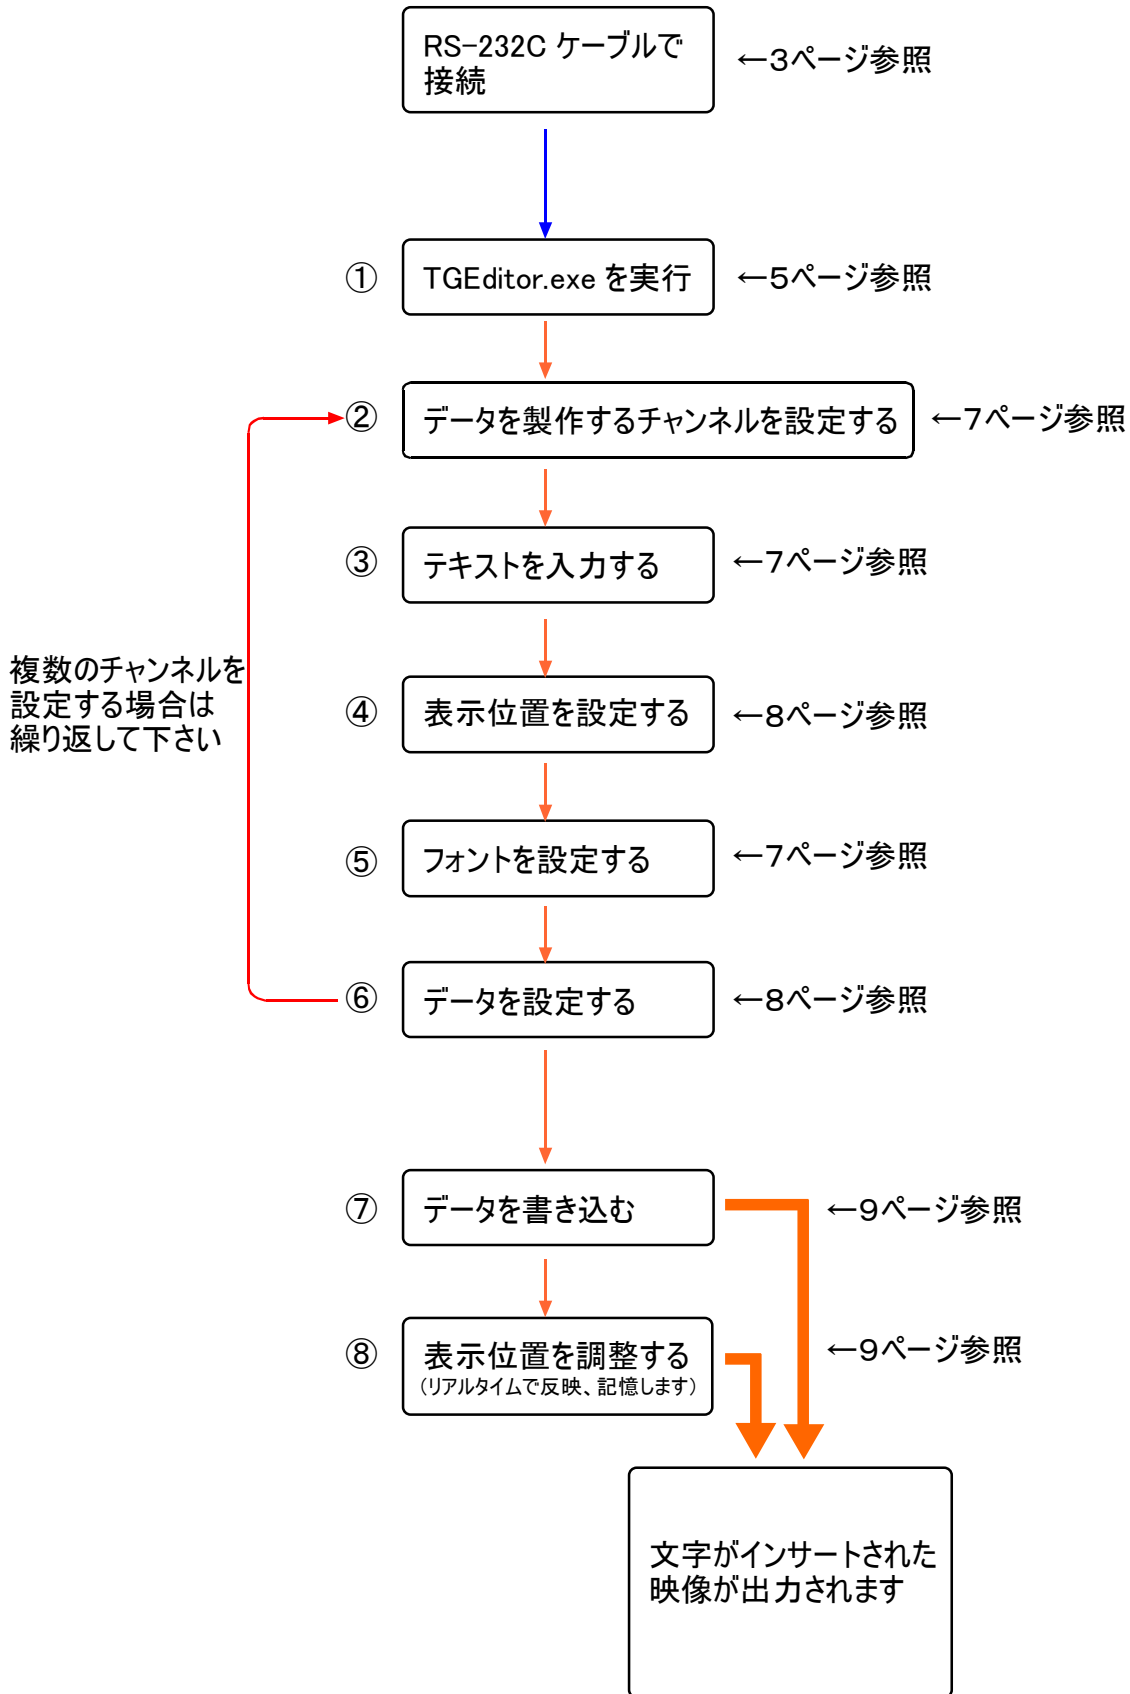 RS-232C ケーブルで
接続
←3ページ参照
① TGEditor.exe を実行 ←5ページ参照
② データを製作するチャンネルを設定する ←7ページ参照
③ テキストを入力する ←7ページ参照
複数のチャンネルを
設定する場合は
繰り返して下さい
④ 表示位置を設定する ←8ページ参照
⑤ フォントを設定する ←7ページ参照
⑥ データを設定する ←8ページ参照
⑦ データを書き込む ←9ページ参照
⑧ 表示位置を調整する ←9ページ参照
(リアルタイムで反映、記憶します)
文字がインサートされた
映像が出力されます